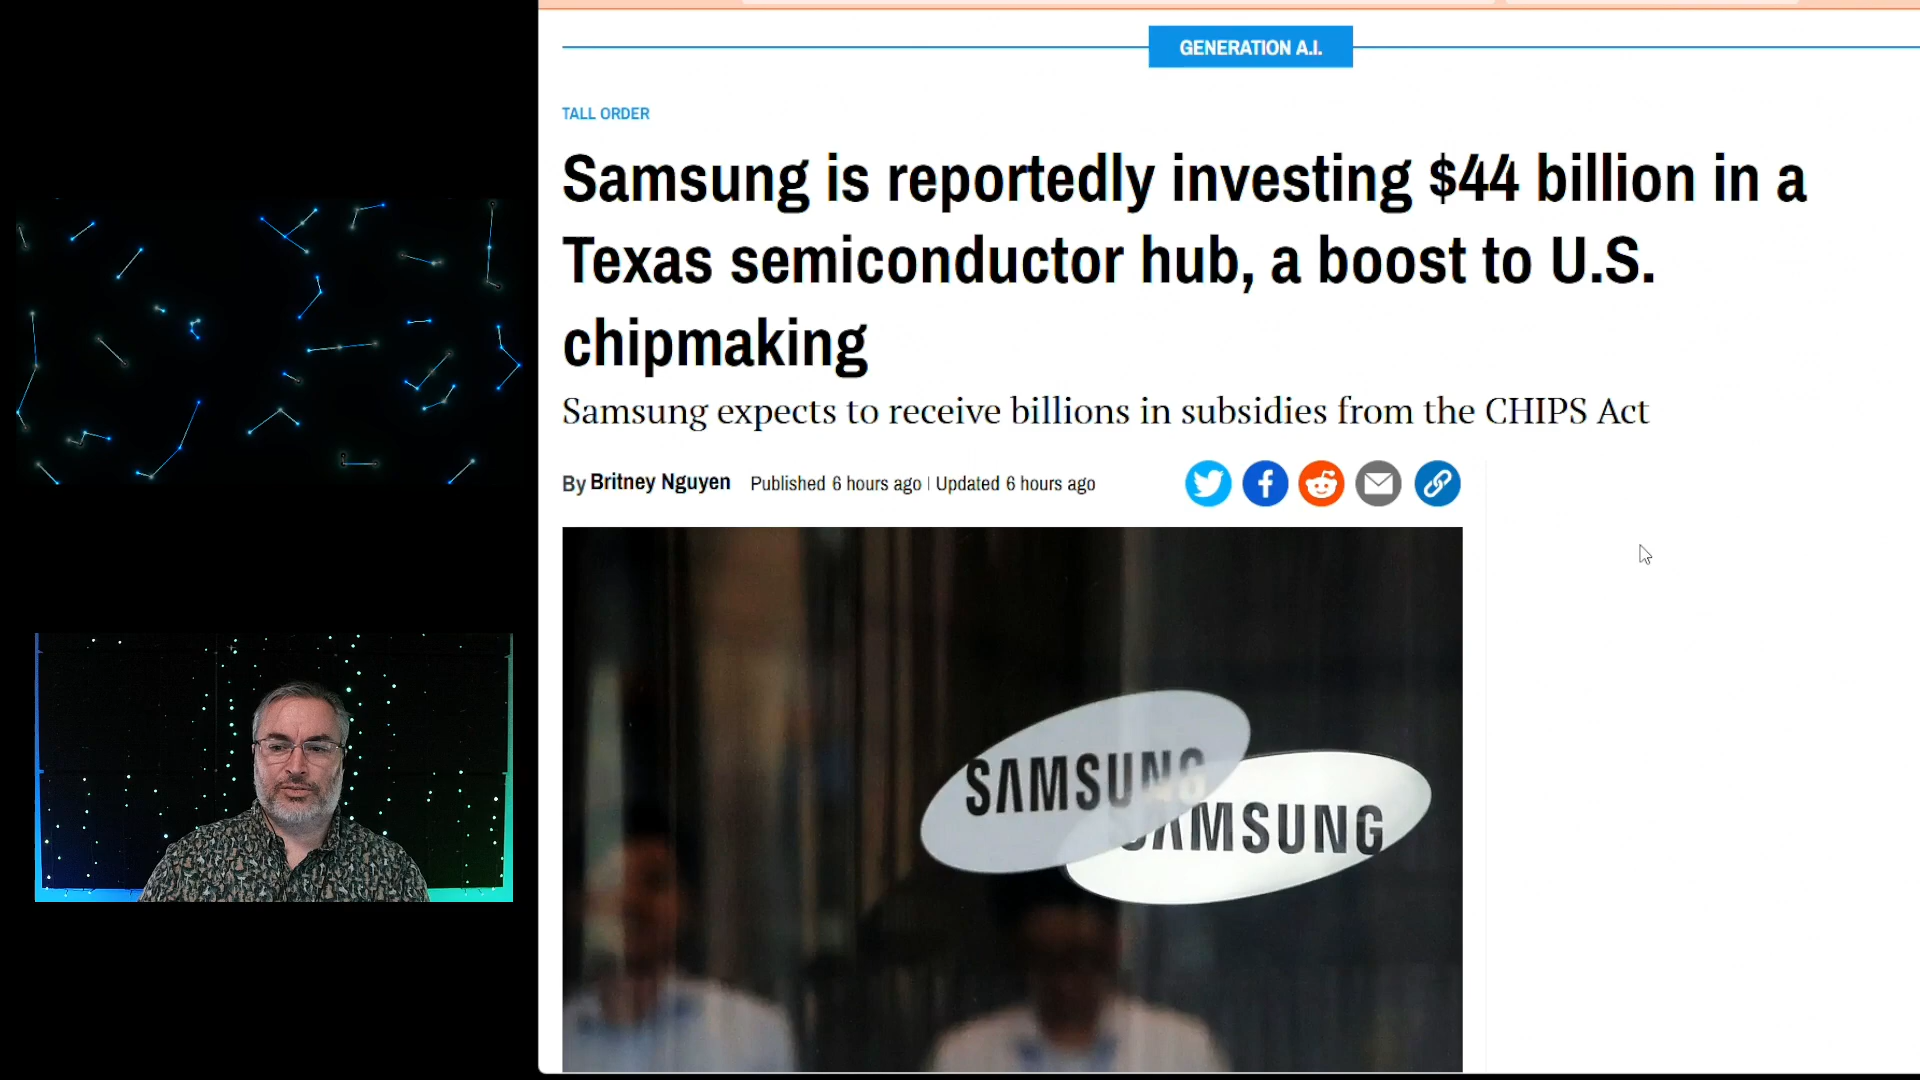 GENERATION A.I.
TALL ORDER
Samsung is reportedly investing $44 billion in a
Texas semiconductor hub, a boost to U.S.
chipmaking
Samsung expects to receive billions in subsidies from the CHIPS Act
By Britney Nguyen Published 6 hours ago | Updated 6 hours ago
SAMSUNG
SAMSUNG